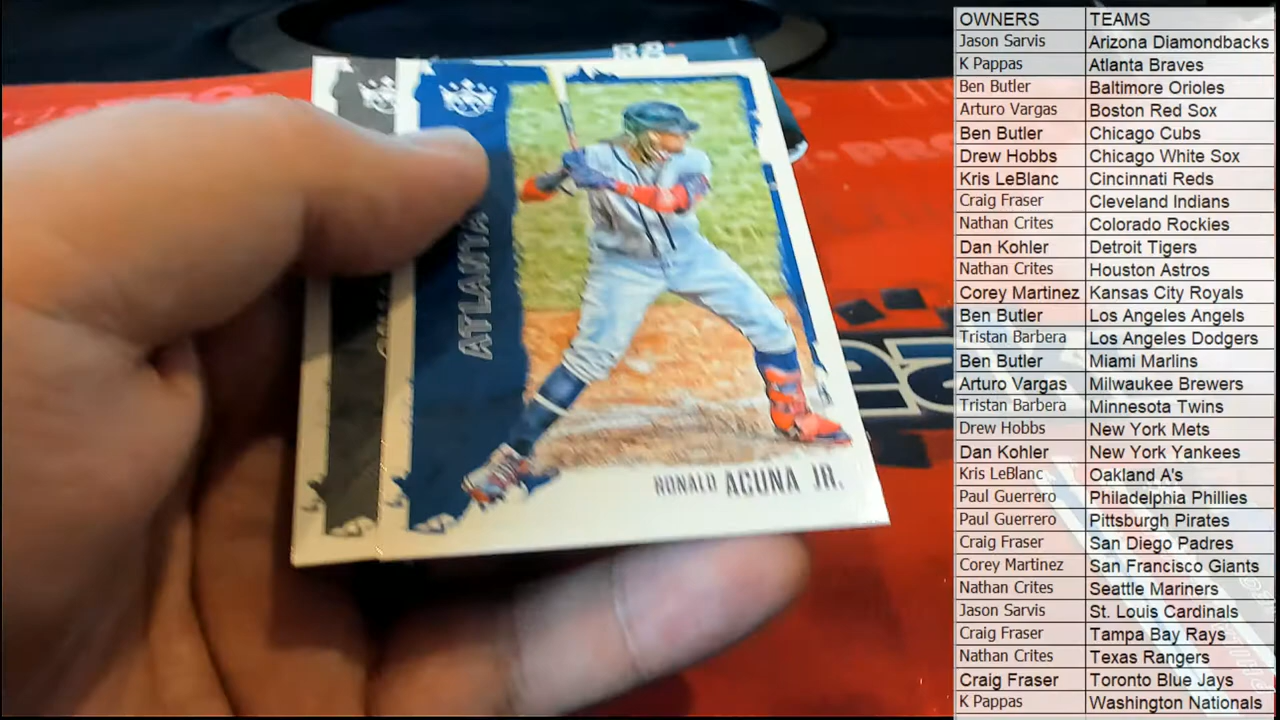 ATLANTA
RONALD ACUNA JR.
OWNERS TEAMS
Jason Sarvis Arizona Diamondbacks
K Pappas Atlanta Braves
Ben Butler Baltimore Orioles
Arturo Vargas Boston Red Sox
Ben Butler Chicago Cubs
Drew Hobbs Chicago White Sox
Kris LeBlanc Cincinnati Reds
Craig Fraser Cleveland Indians
Nathan Crites Colorado Rockies
Dan Kohler Detroit Tigers
Nathan Crites Houston Astros
Corey Martinez Kansas City Royals
Ben Butler Los Angeles Angels
Tristan Barbera Los Angeles Dodgers
Ben Butler Miami Marlins
Arturo Vargas Milwaukee Brewers
Tristan Barbera Minnesota Twins
Drew Hobbs New York Mets
Dan Kohler New York Yankees
Kris LeBlanc Oakland A's
Paul Guerrero Philadelphia Phillies
Paul Guerrero Pittsburgh Pirates
Craig Fraser San Diego Padres
Corey Martinez San Francisco Giants
Nathan Crites Seattle Mariners
Jason Sarvis St. Louis Cardinals
Craig Fraser Tampa Bay Rays
Nathan Crites Texas Rangers
Craig Fraser Toronto Blue Jays
K Pappas Washington Nationals